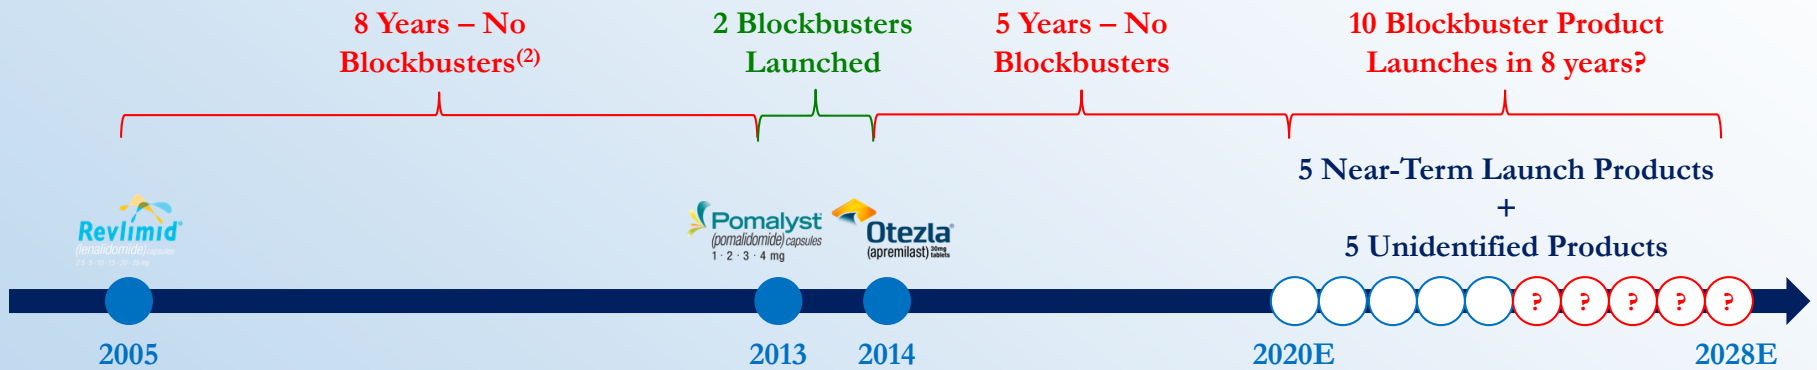 8 Years – No
Blockbusters(2)
2 Blockbusters
Launched
5 Years – No
Blockbusters
10 Blockbuster Product
Launches in 8 years?
5 Near-Term Launch Products
+
5 Unidentified Products
Revlimid®
(lenalidomide) capsules
Pomalyst®
(pomalidomide) capsules
1 · 2 · 3 · 4 mg
Otezla®
(apremilast) 30mg tablets
? ? ? ? ?
2005
2013
2014
2020E
2028E